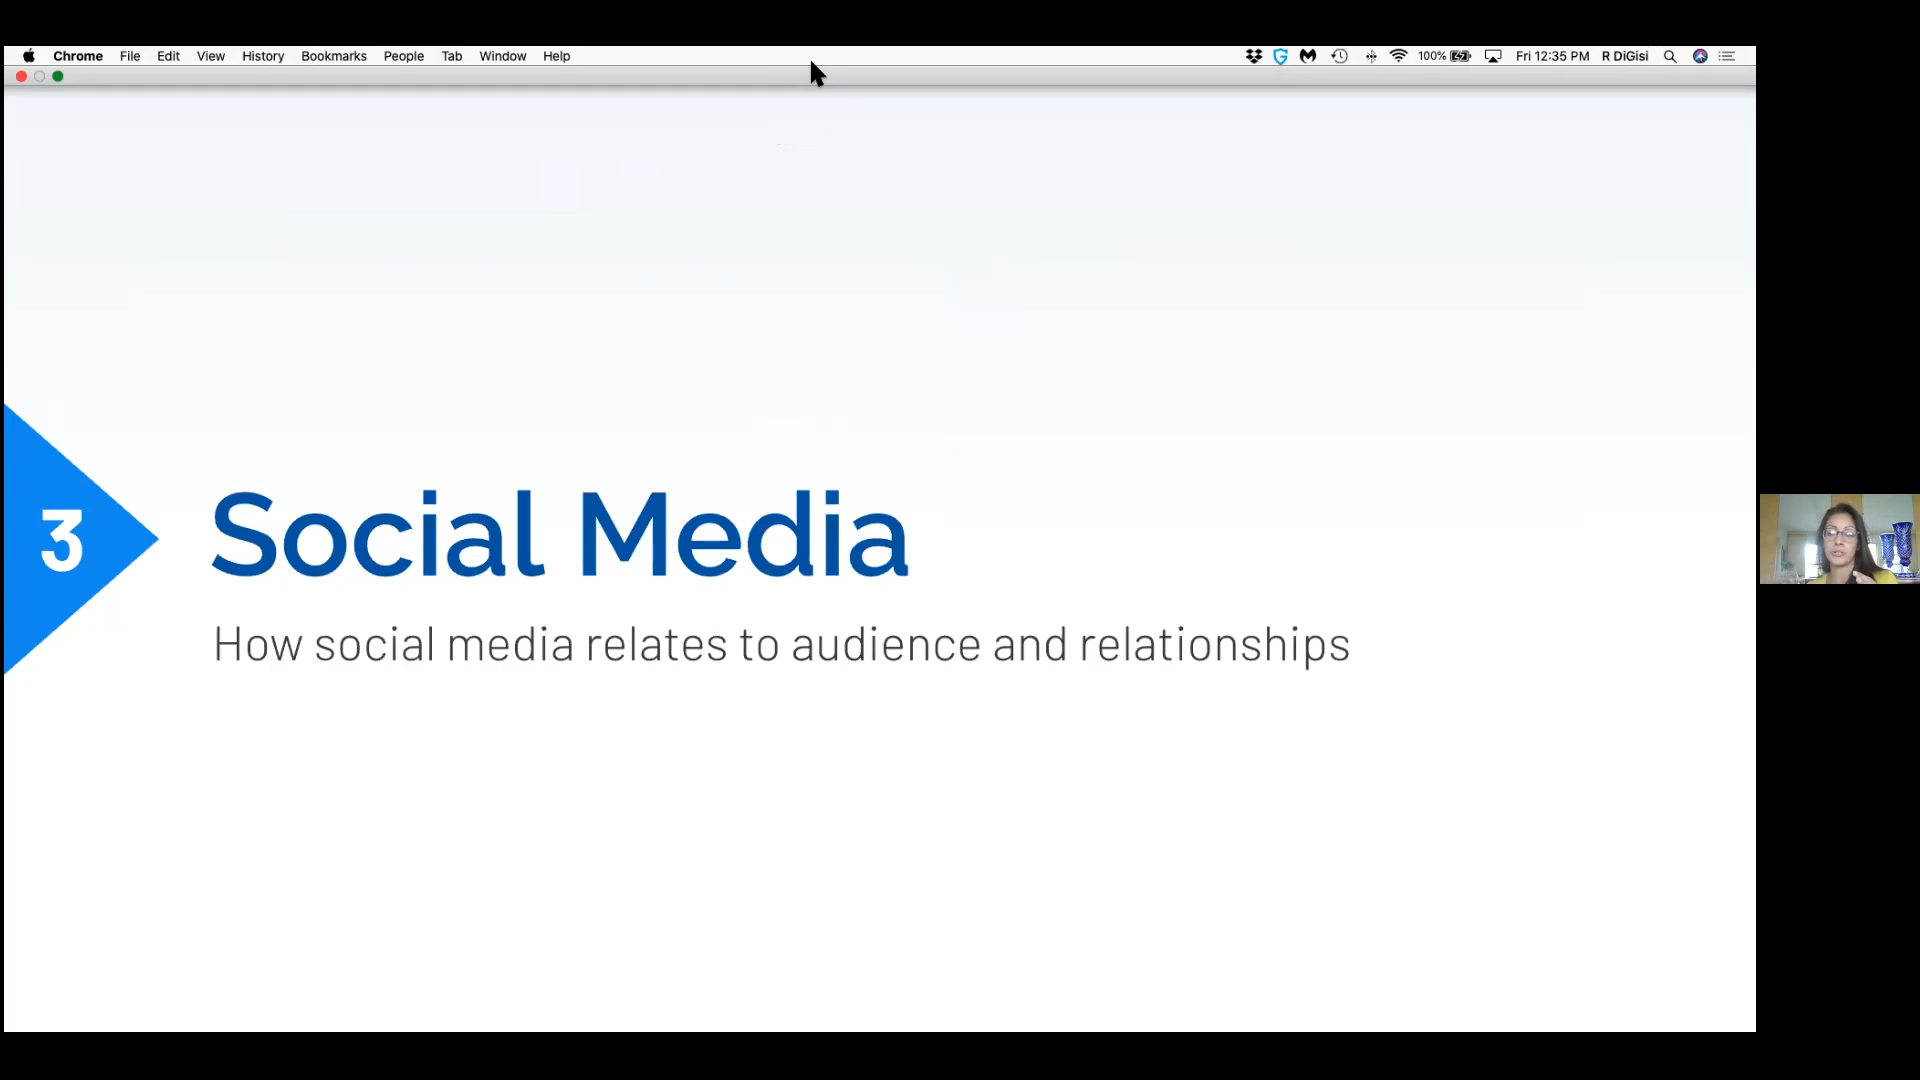 Chrome File Edit View History Bookmarks People Tab Window Help 100% Fri 12:35 PM R DiGisi
3
Social Media
How social media relates to audience and relationships